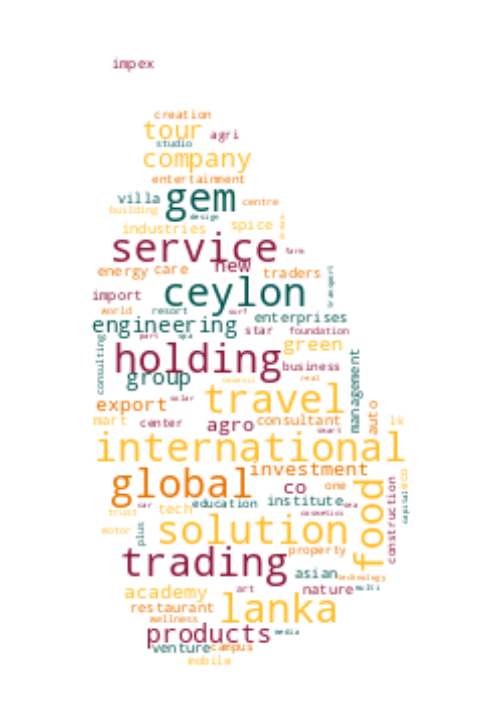 impex
creation
tour agri
studio
company
entertainment
villa gem centre
building design
industries spice
service farm
new
energy care traders
ceylon transport
import
world resort surf
engineering enterprises
star foundation
part spa
consulting green
holding business
management
group council real
solar
travel
export
mart center agro consultant auto lk
smart
international
global investment
co one food eco
education institute sea
car capital
trust tech cosmetics construction
motor plus solution
property
trading
asian technology
nature multi
academy art
restaurant lanka
wellness
products media
venture campus
mobile